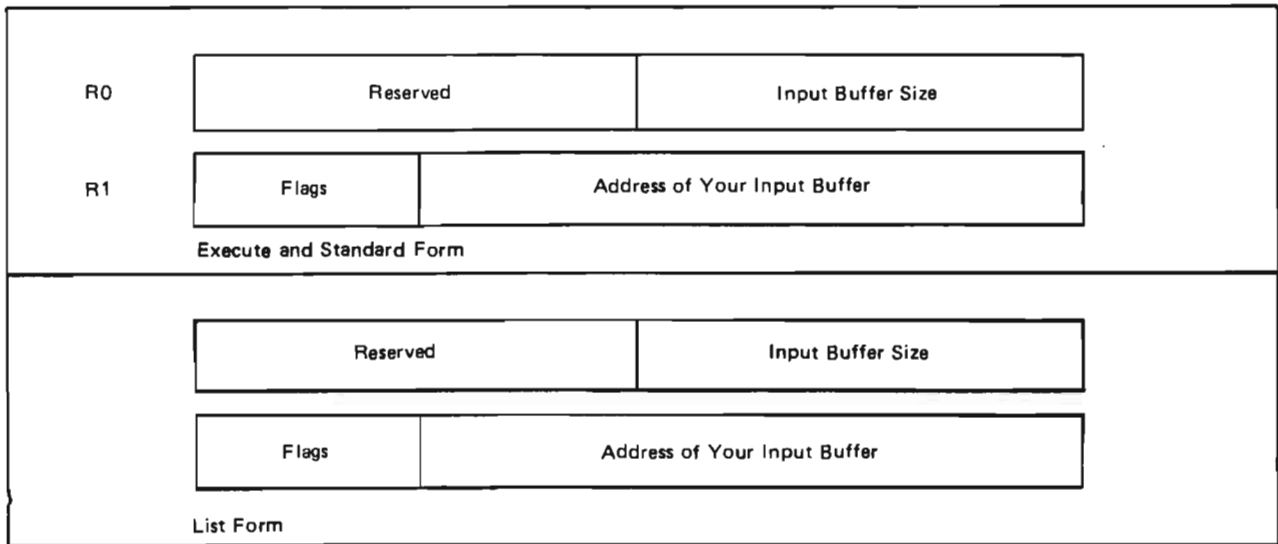 R0 Reserved Input Buffer Size
R1 Flags Address of Your Input Buffer
Execute and Standard Form
Reserved Input Buffer Size
Flags Address of Your Input Buffer
List Form